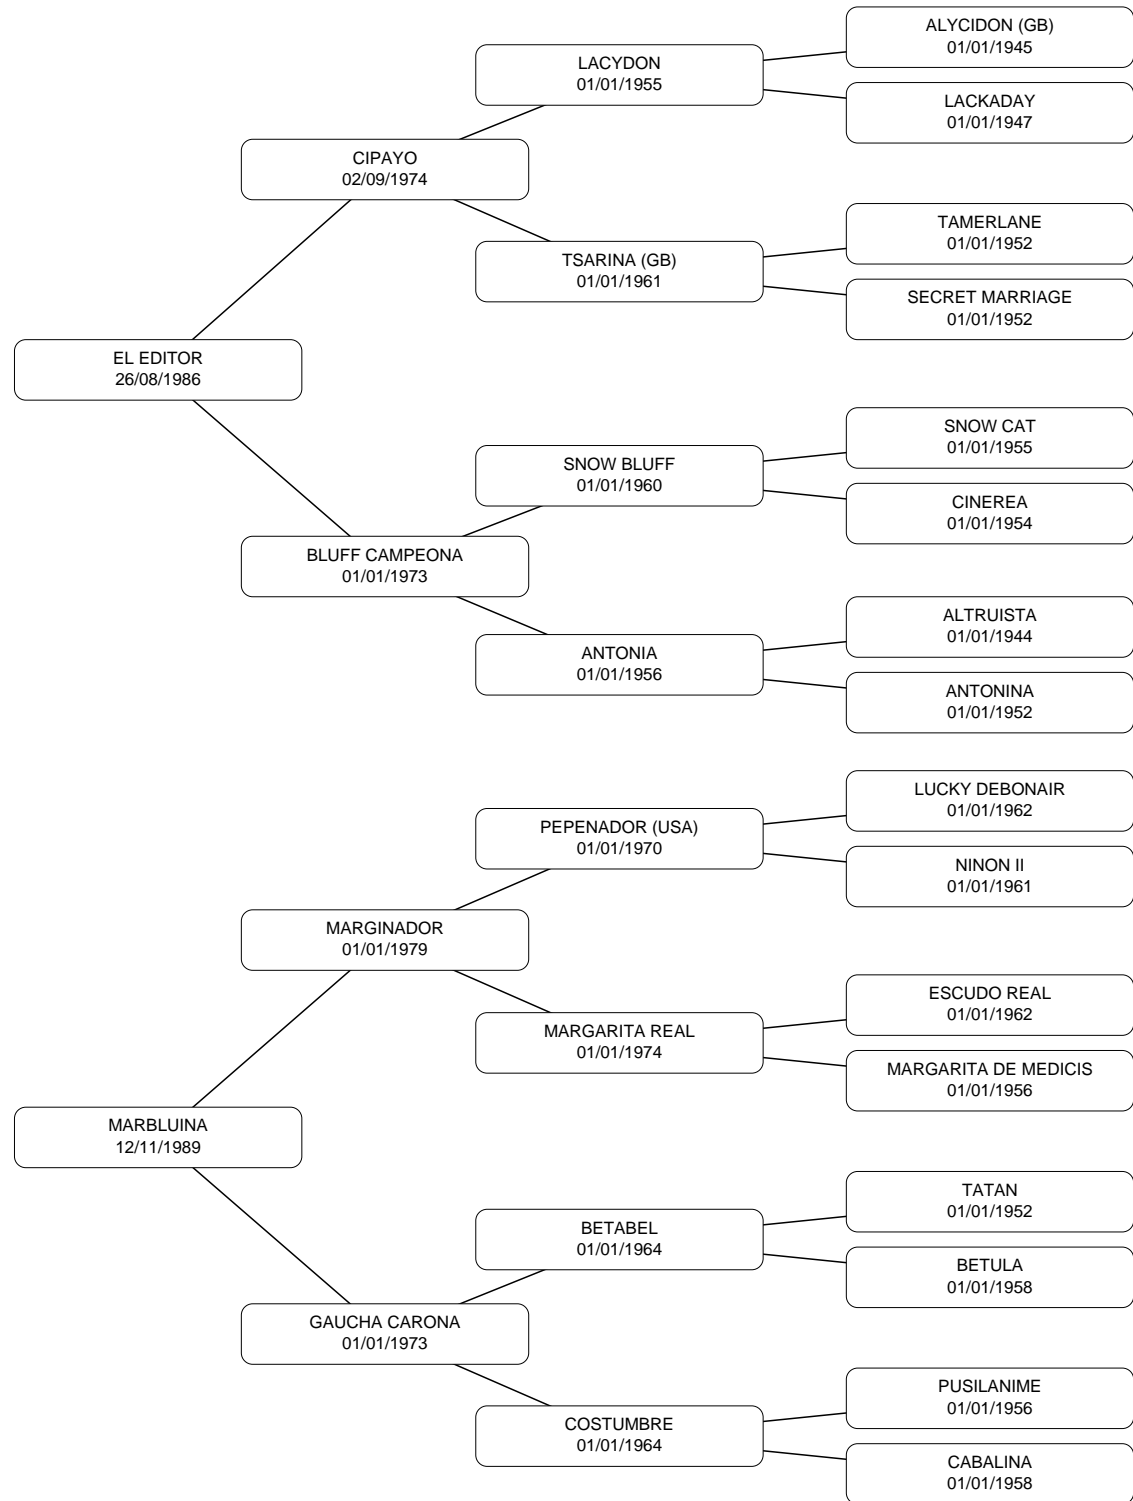 ALYCIDON (GB)
01/01/1945
LACYDON
01/01/1955
LACKADAY
01/01/1947
CIPAYO
02/09/1974
TAMERLANE
01/01/1952
TSARINA (GB)
01/01/1961
SECRET MARRIAGE
01/01/1952
EL EDITOR
26/08/1986
SNOW CAT
01/01/1955
SNOW BLUFF
01/01/1960
CINEREA
01/01/1954
BLUFF CAMPEONA
01/01/1973
ALTRUISTA
01/01/1944
ANTONIA
01/01/1956
ANTONINA
01/01/1952
LUCKY DEBONAIR
01/01/1962
PEPENADOR (USA)
01/01/1970
NINON II
01/01/1961
MARGINADOR
01/01/1979
ESCUDO REAL
01/01/1962
MARGARITA REAL
01/01/1974
MARGARITA DE MEDICIS
01/01/1956
MARBLUINA
12/11/1989
TATAN
01/01/1952
BETABEL
01/01/1964
BETULA
01/01/1958
GAUCHA CARONA
01/01/1973
PUSILANIME
01/01/1956
COSTUMBRE
01/01/1964
CABALINA
01/01/1958